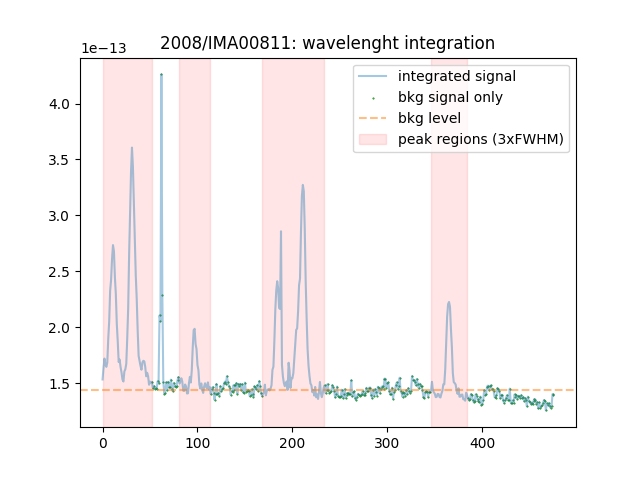 2008/IMA00811: wavelenght integration
1e−13
integrated signal
bkg signal only
bkg level
peak regions (3xFWHM)
4.0
3.5
3.0
2.5
2.0
1.5
0 100 200 300 400